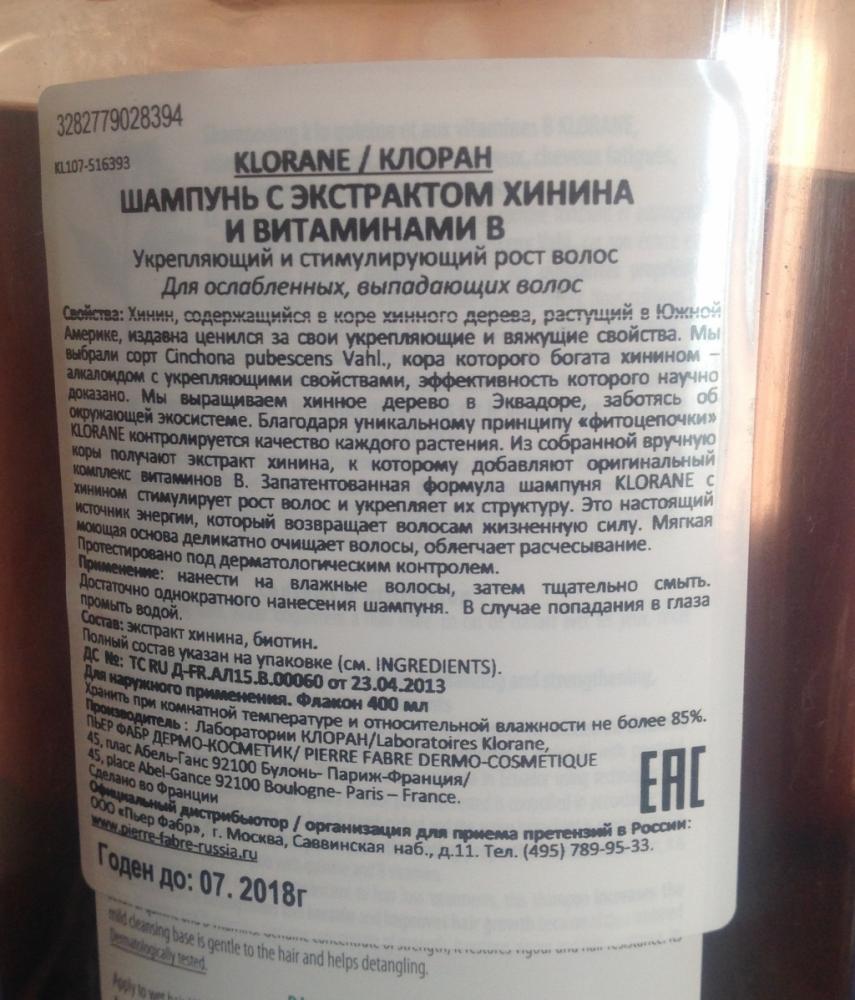 3282779028394
KL107-516393
KLORANE / КЛОРАН
ШАМПУНЬ С ЭКСТРАКТОМ ХИНИНА
И ВИТАМИНАМИ В
Укрепляющий и стимулирующий рост волос
Для ослабленных, выпадающих волос
Свойства: Хинин, содержащийся в коре хинного дерева, растущий в Южной
Америке, издавна ценился за свои укрепляющие и вяжущие свойства. Мы
выбрали сорт Cinchona pubescens Vahl., кора которого богата хинином –
алкалоидом с укрепляющими свойствами, эффективность которого научно
доказано. Мы выращиваем хинное дерево в Эквадоре, заботясь об
окружающей экосистеме. Благодаря уникальному принципу «фитоцепочки»
KLORANE контролируется качество каждого растения. Из собранной вручную
коры получают экстракт хинина, к которому добавляют оригинальный
комплекс витаминов В. Запатентованная формула шампуня KLORANE с
хинином стимулирует рост волос и укрепляет их структуру. Это настоящий
источник энергии, который возвращает волосам жизненную силу. Мягкая
моющая основа деликатно очищает волосы, облегчает расчесывание.
Протестировано под дерматологическим контролем.
Применение: нанести на влажные волосы, затем тщательно смыть.
Достаточно однократного нанесения шампуня. В случае попадания в глаза
промыть водой.
Состав: экстракт хинина, биотин.
Полный состав указан на упаковке (см. INGREDIENTS).
ДС №: ТС RU Д-FR.АЛ15.В.00060 от 23.04.2013
Для наружного применения. Флакон 400 мл
Хранить при комнатной температуре и относительной влажности не более 85%.
Производитель : Лаборатории КЛОРАН/Laboratoires Klorane,
ПЬЕР ФАБР ДЕРМО-КОСМЕТИК/ PIERRE FABRE DERMO-COSMETIQUE
45, плас Абель-Ганс 92100 Булонь- Париж-Франция/
45, place Abel-Gance 92100 Boulogne- Paris – France.
Сделано во Франции
EAC
Официальный дистрибьютор / организация для приема претензий в России:
ООО «Пьер Фабр», г. Москва, Саввинская наб., д.11. Тел. (495) 789-95-33.
www.pierre-fabre-russia.ru
Годен до: 07. 2018г
mild cleansing base is gentle to the hair and helps detangling.
Dermatologically tested.
Apply to wet